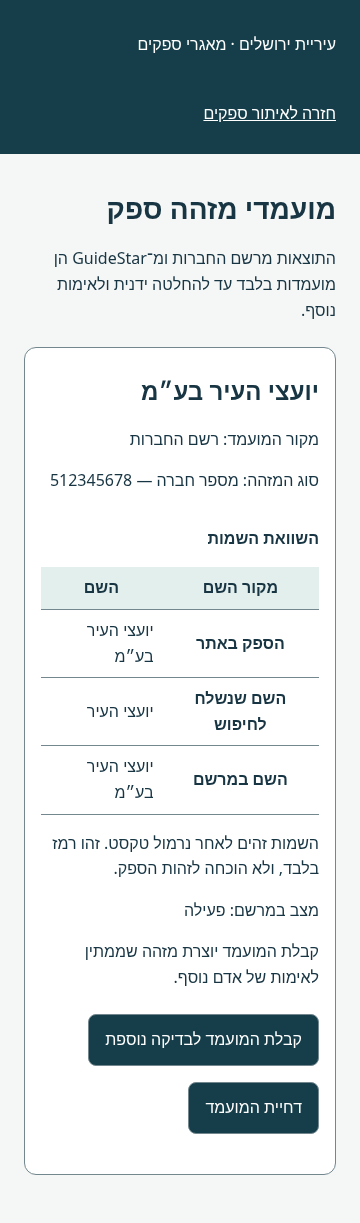 עיריית ירושלים · מאגרי ספקים
חזרה לאיתור ספקים
מועמדי מזהה ספק
התוצאות מרשם החברות ומ־GuideStar הן
מועמדות בלבד עד להחלטה ידנית ולאימות
נוסף.
יועצי העיר בע״מ
מקור המועמד: רשם החברות
סוג המזהה: מספר חברה — 512345678
השוואת השמות
מקור השם השם
הספק באתר יועצי העיר
בע״מ
השם שנשלח
לחיפוש יועצי העיר
השם במרשם יועצי העיר
בע״מ
השמות זהים לאחר נרמול טקסט. זהו רמז
בלבד, ולא הוכחה לזהות הספק.
מצב במרשם: פעילה
קבלת המועמד יוצרת מזהה שממתין
לאימות של אדם נוסף.
קבלת המועמד לבדיקה נוספת
דחיית המועמד